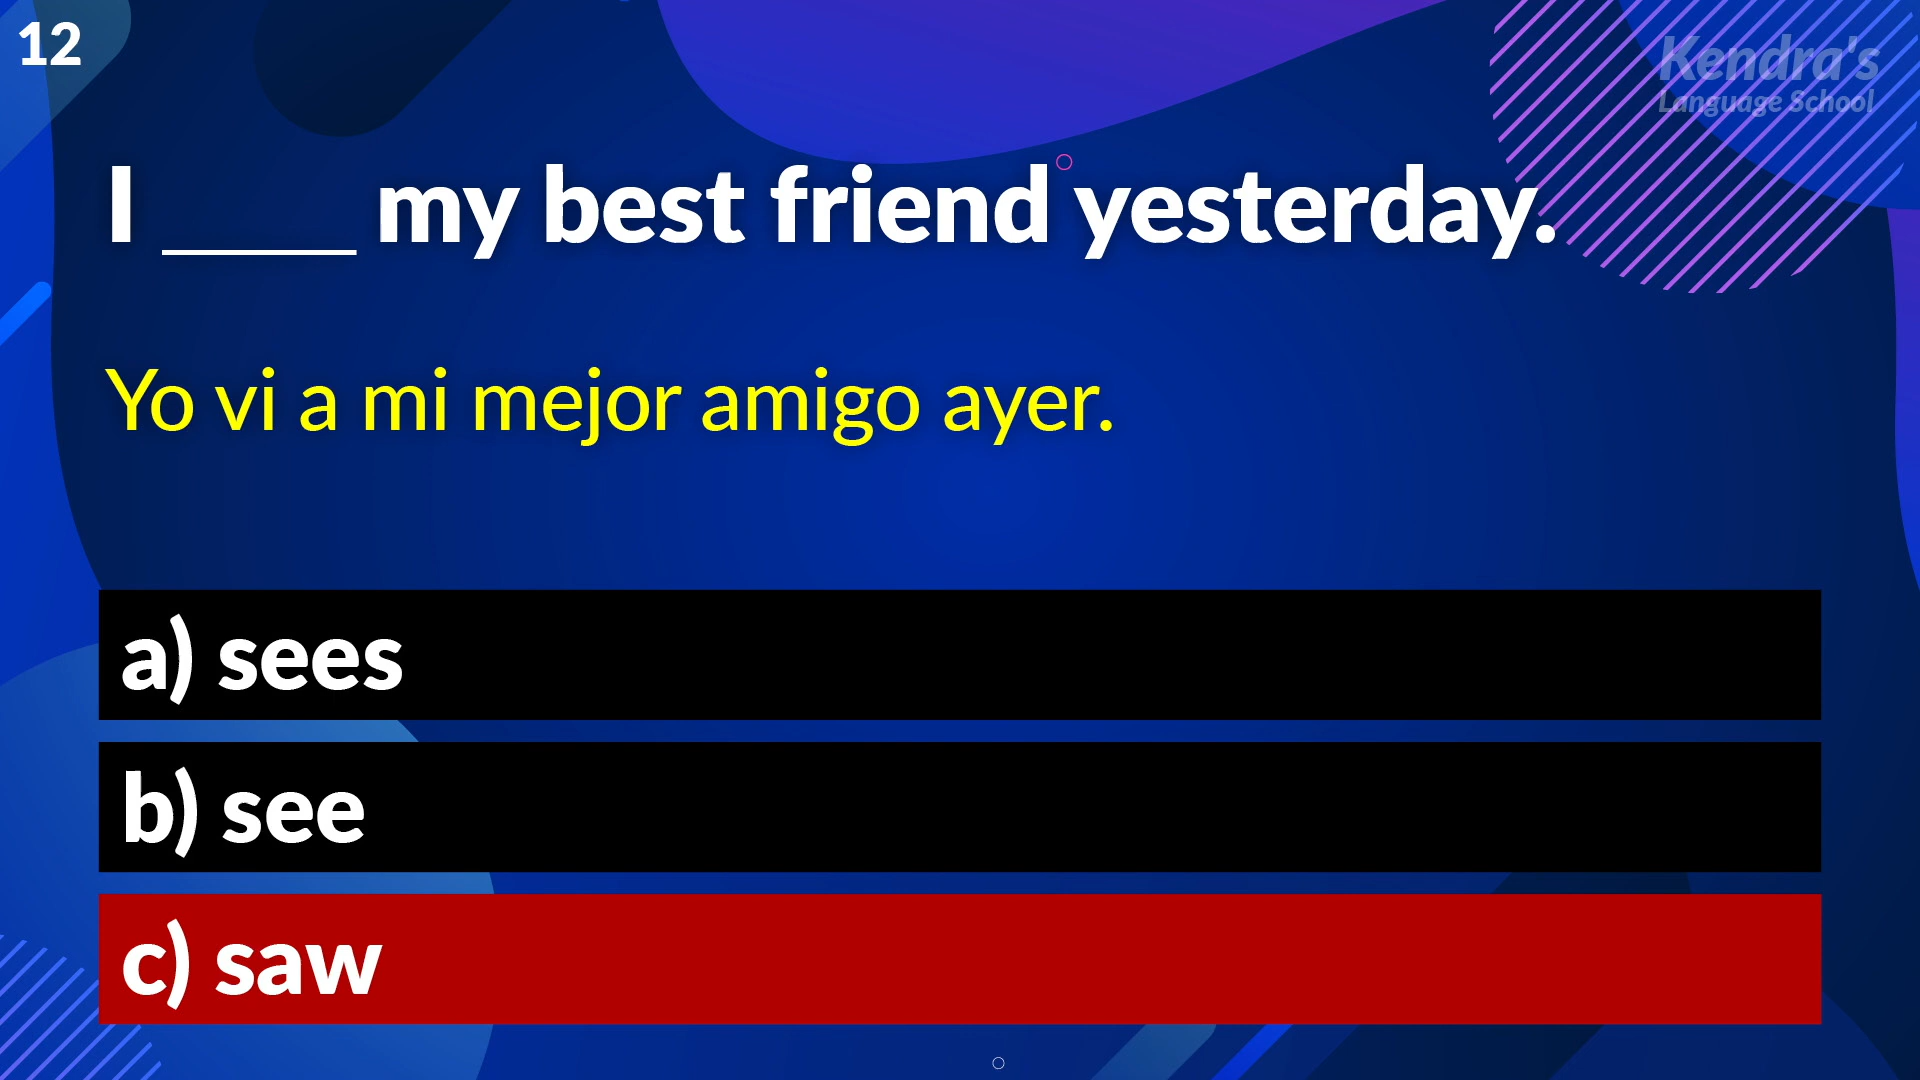 12
Kendra's
Language School
I ____ my best friend yesterday.
Yo vi a mi mejor amigo ayer.
a) sees
b) see
c) saw